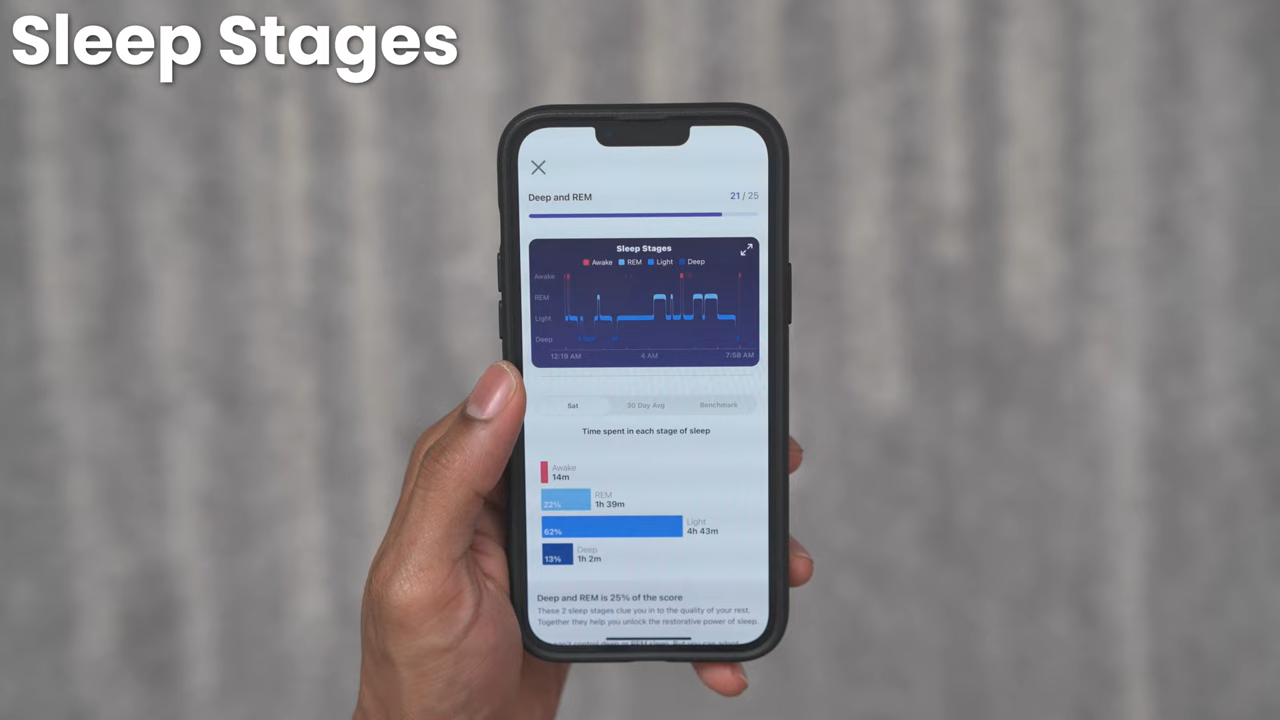 Sleep Stages
Deep and REM
21 / 25
Sleep Stages
Awake REM Light Deep
Awake
REM
Light
Deep
12:19 AM 4 AM 7:58 AM
Sat 30 Day Avg Benchmark
Time spent in each stage of sleep
Awake
14m
REM
22% 1h 39m
Light
62% 4h 43m
Deep
13% 1h 2m
Deep and REM is 25% of the score
These 2 sleep stages clue you in to the quality of your rest.
Together they help you unlock the restorative power of sleep.